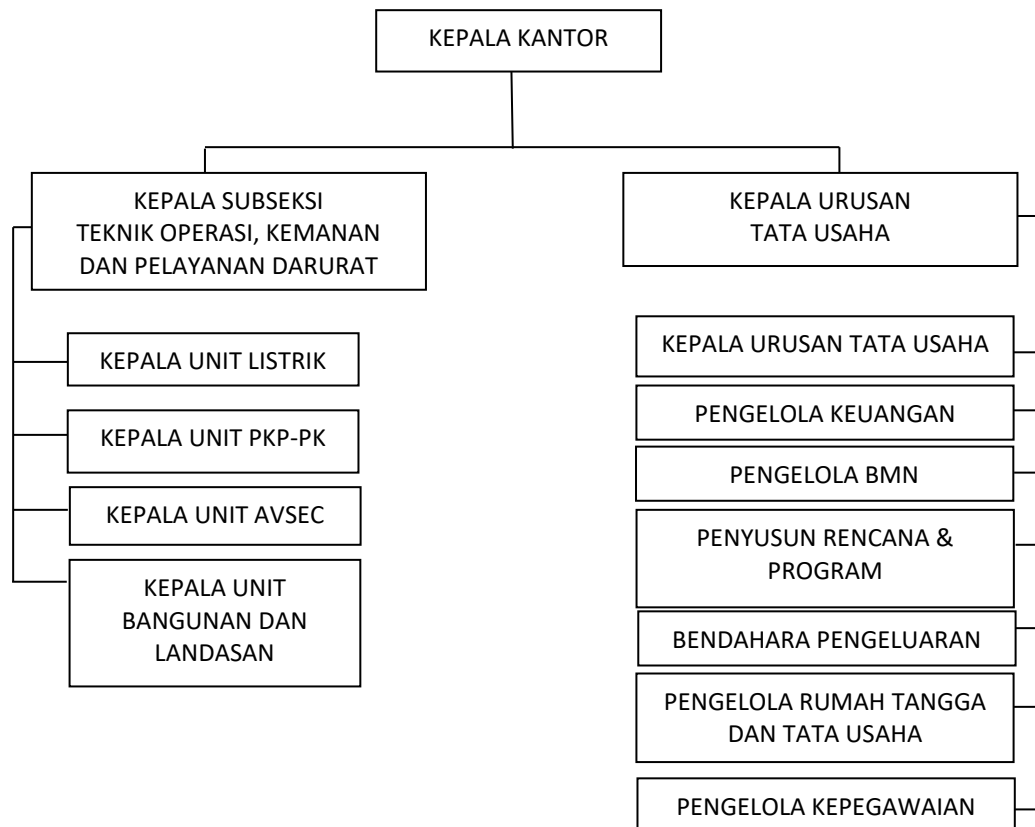 KEPALA KANTOR
KEPALA SUBSEKSI
TEKNIK OPERASI, KEMANAN
DAN PELAYANAN DARURAT
KEPALA UNIT LISTRIK
KEPALA UNIT PKP-PK
KEPALA UNIT AVSEC
KEPALA UNIT
BANGUNAN DAN
LANDASAN
KEPALA URUSAN
TATA USAHA
KEPALA URUSAN TATA USAHA
PENGELOLA KEUANGAN
PENGELOLA BMN
PENYUSUN RENCANA &
PROGRAM
BENDAHARA PENGELUARAN
PENGELOLA RUMAH TANGGA
DAN TATA USAHA
PENGELOLA KEPEGAWAIAN